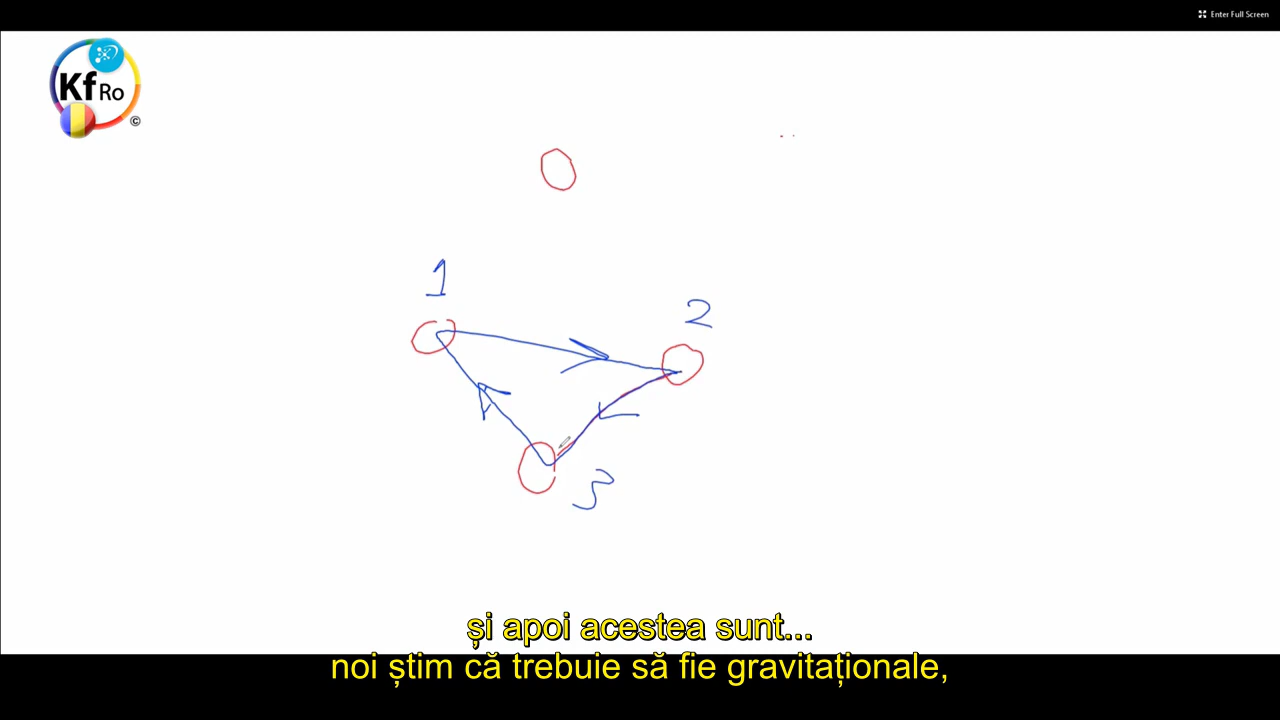 Enter Full Screen
Kf Ro
©
1
2
3
și apoi acestea sunt...
noi știm că trebuie să fie gravitaționale,